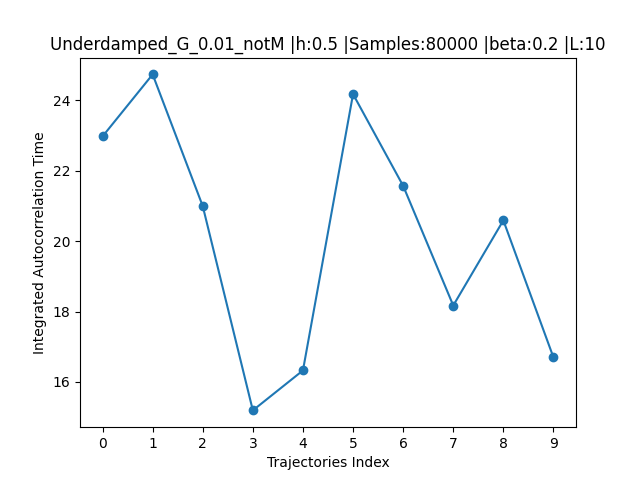 Underdamped_G_0.01_notM |h:0.5 |Samples:80000 |beta:0.2 |L:10
Integrated Autocorrelation Time
24
22
20
18
16
0 1 2 3 4 5 6 7 8 9
Trajectories Index